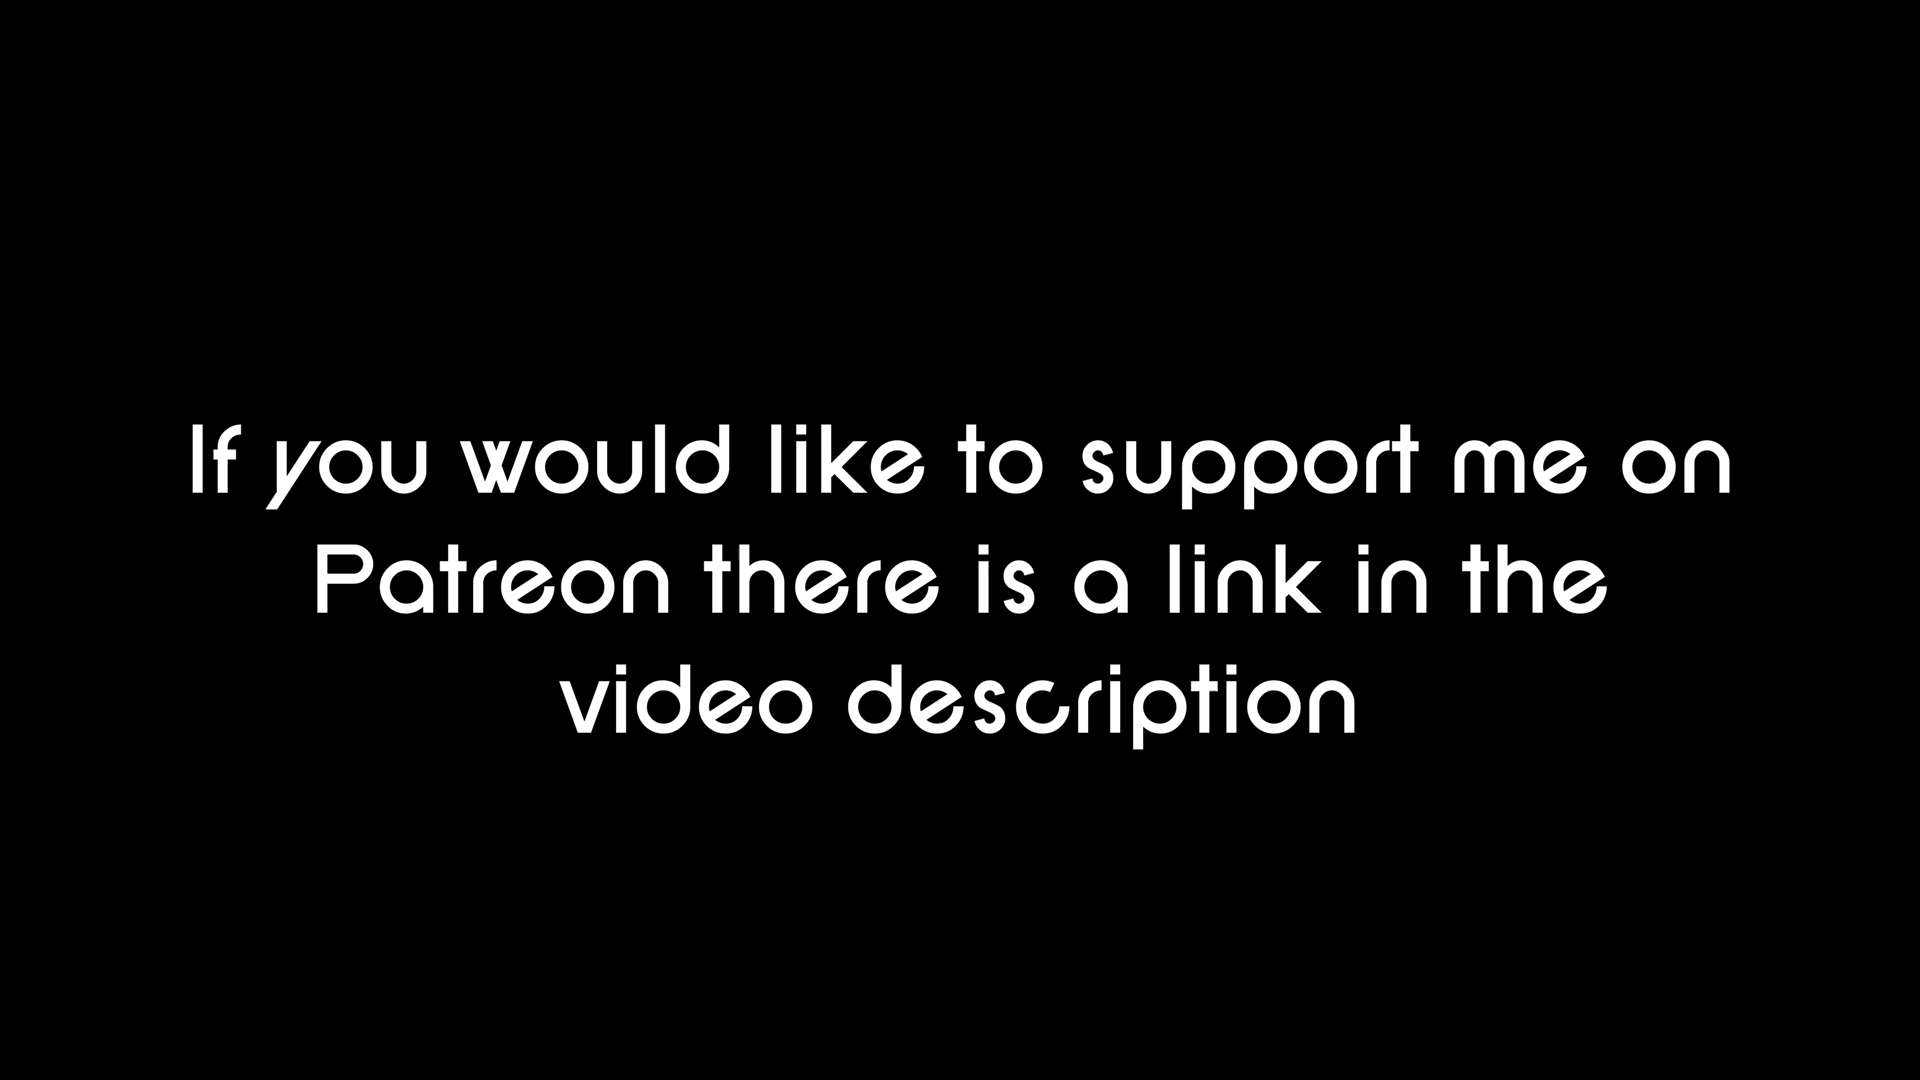 If you would like to support me on
Patreon there is a link in the
video description